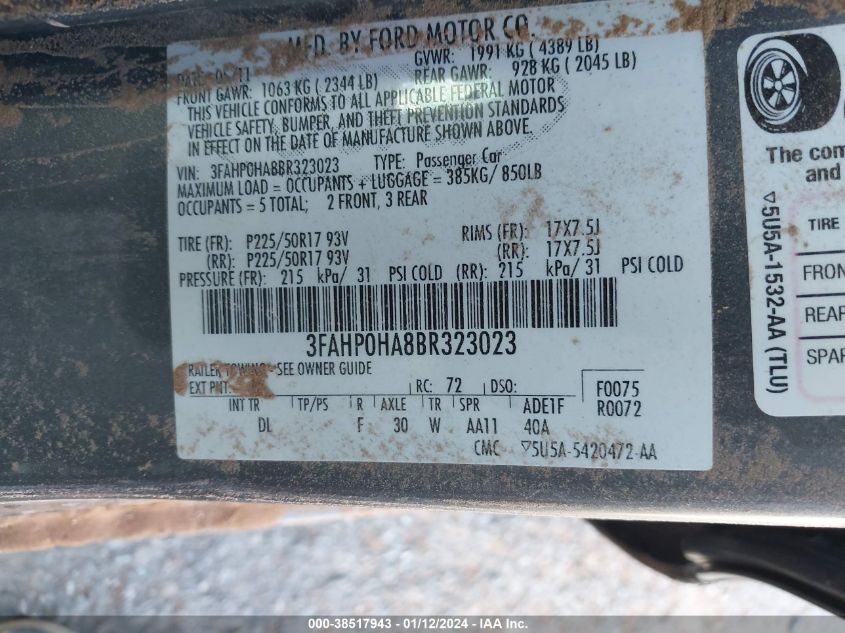 MFD. BY FORD MOTOR CO.
DATE: 05/11
GVWR: 1991 KG ( 4389 LB)
FRONT GAWR: 1063 KG ( 2344 LB)
REAR GAWR: 928 KG ( 2045 LB)
THIS VEHICLE CONFORMS TO ALL APPLICABLE FEDERAL MOTOR
VEHICLE SAFETY, BUMPER, AND THEFT PREVENTION STANDARDS
IN EFFECT ON THE DATE OF MANUFACTURE SHOWN ABOVE.
VIN: 3FAHP0HA8BR323023 TYPE: Passenger Car
MAXIMUM LOAD = OCCUPANTS + LUGGAGE = 385KG/ 850LB
OCCUPANTS = 5 TOTAL; 2 FRONT, 3 REAR
TIRE (FR): P225/50R17 93V RIMS (FR): 17X7.5J
(RR): P225/50R17 93V (RR): 17X7.5J
PRESSURE (FR): 215 kPa/ 31 PSI COLD (RR): 215 kPa/ 31 PSI COLD
3FAHP0HA8BR323023
TRAILER TOWING - SEE OWNER GUIDE
EXT PNT: RC: 72 DSO: F0075
R0072
INT TR TP/PS R AXLE TR SPR ADE1F
DL F 30 W AA11 40A
CMC ▽5U5A-5420472-AA
The com
and
▽5U5A-1532-AA (TLU)
TIRE
FRON
REAR
SPAR
000-38517943 - 01/12/2024 - IAA Inc.